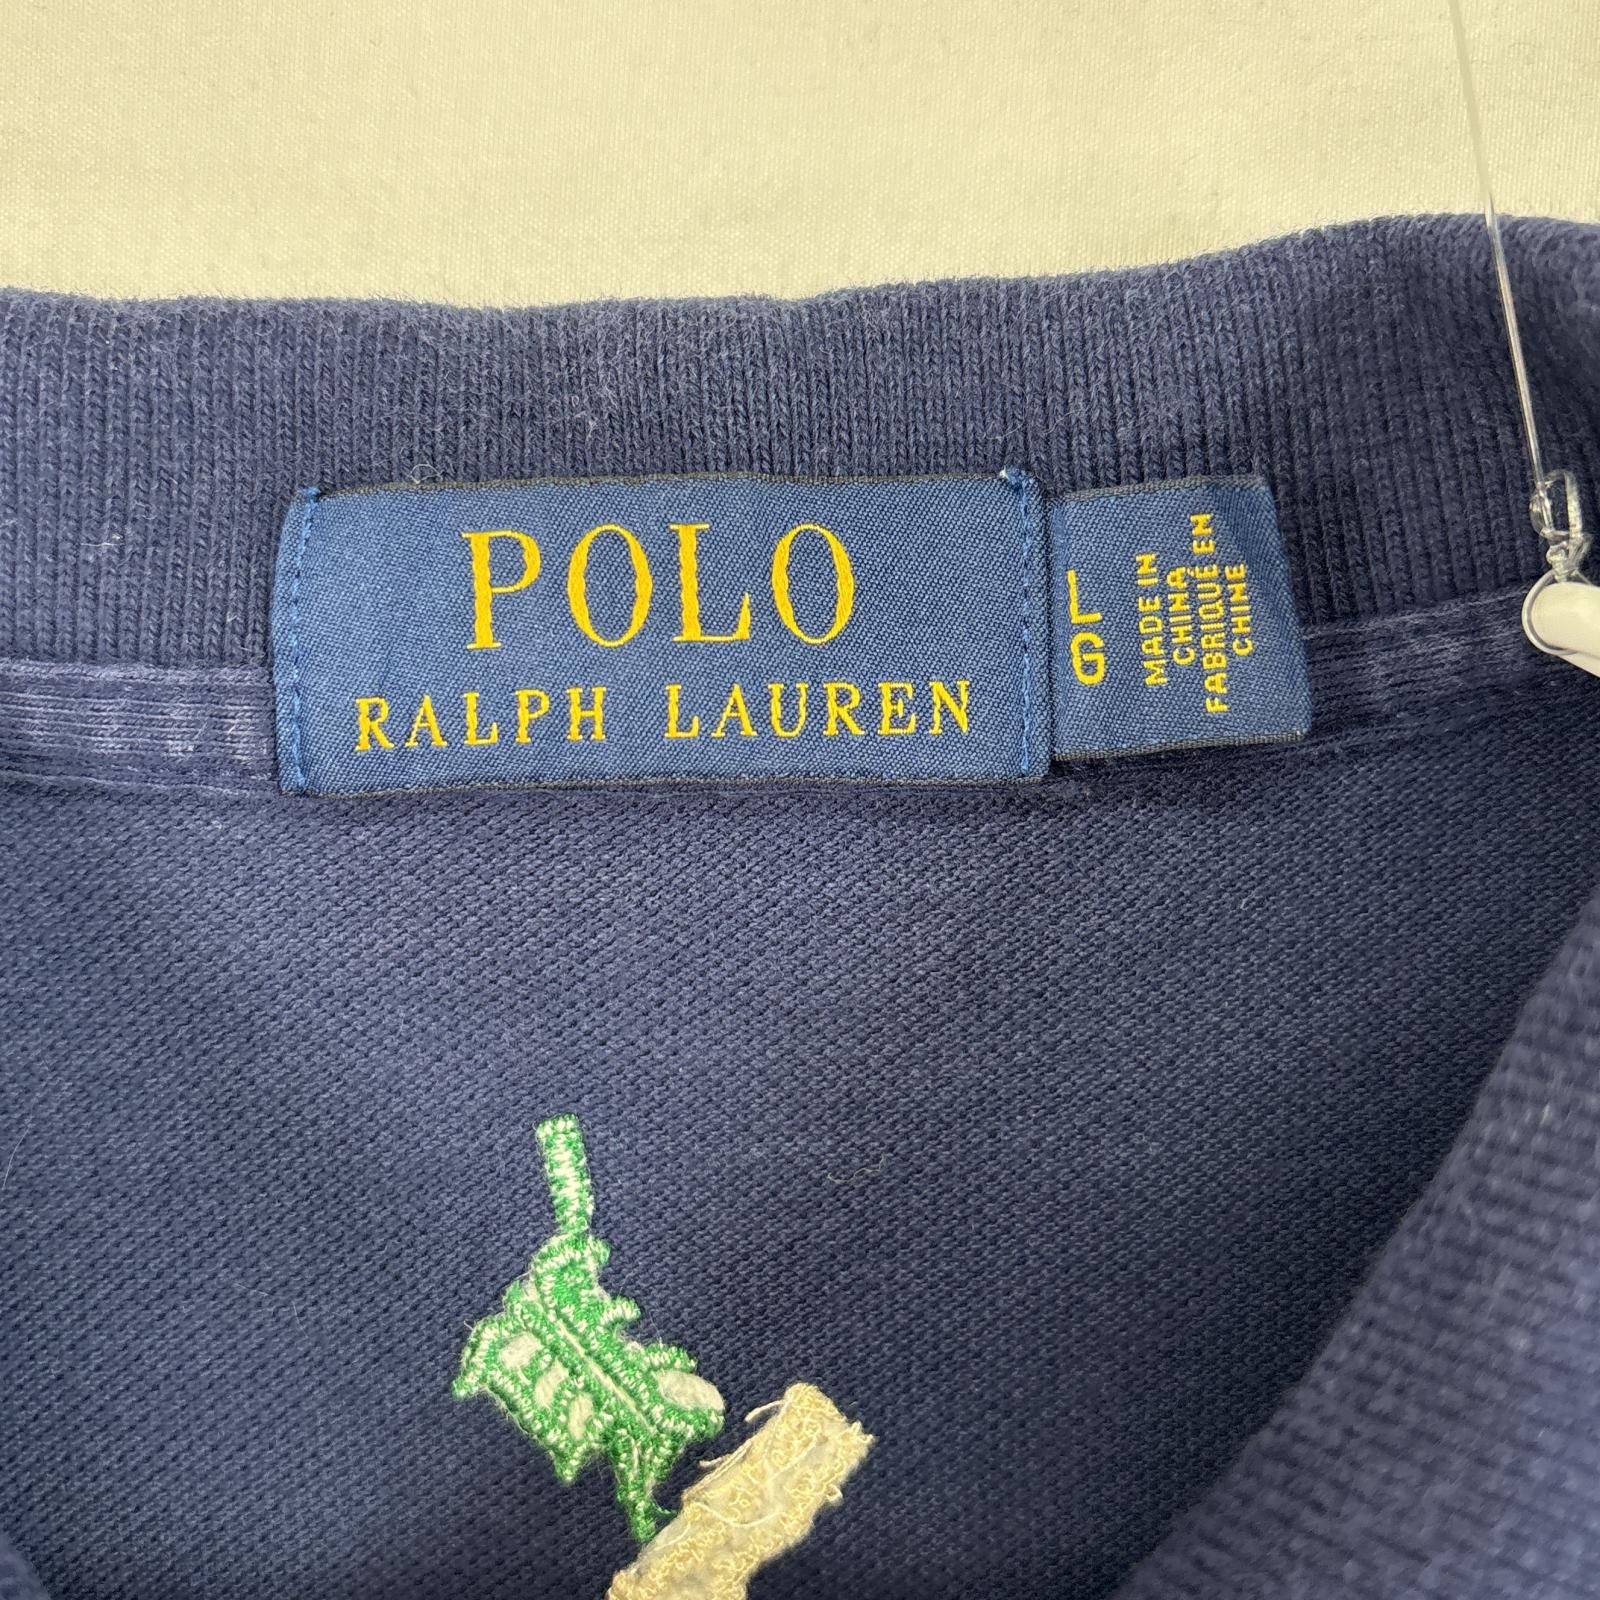 POLO
RALPH LAUREN
L
G
MADE IN
CHINA
FABRIQUÉ EN
CHINE